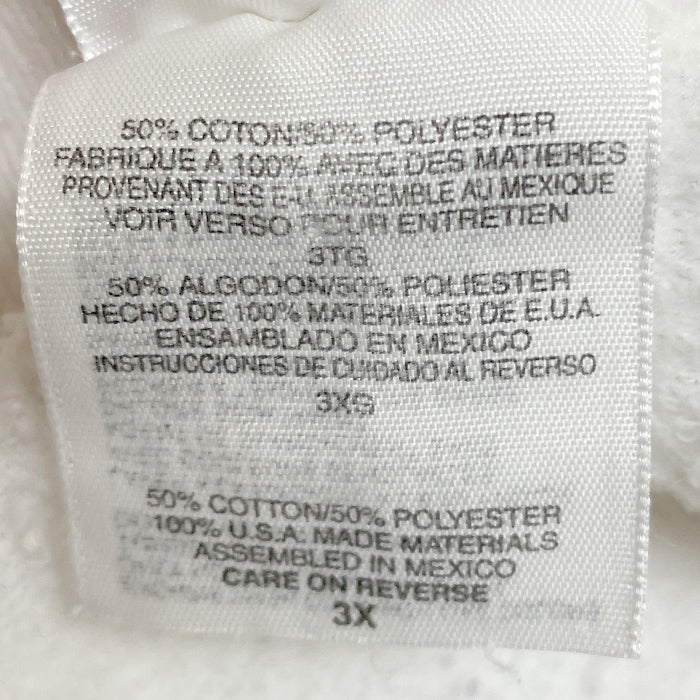 50% COTON/50% POLYESTER
FABRIQUE A 100% AVEC DES MATIERES
PROVENANT DES E-U. ASSEMBLE AU MEXIQUE
VOIR VERSO POUR ENTRETIEN
3TG
50% ALGODON/50% POLIESTER
HECHO DE 100% MATERIALES DE E.U.A.
ENSAMBLADO EN MEXICO
INSTRUCCIONES DE CUIDADO AL REVERSO
3XG
50% COTTON/50% POLYESTER
100% U.S.A. MADE MATERIALS
ASSEMBLED IN MEXICO
CARE ON REVERSE
3X